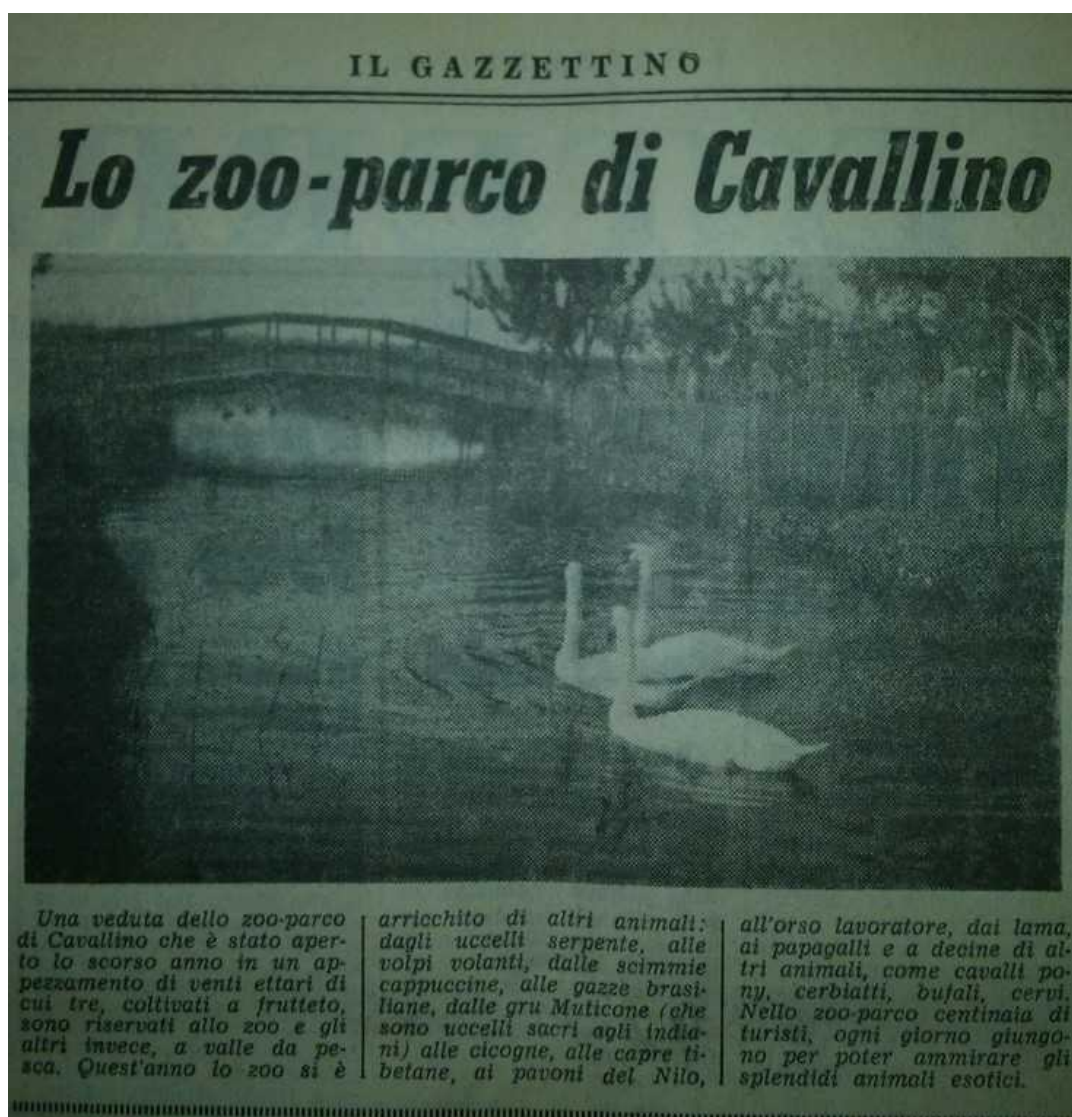 IL GAZZETTINO
Lo zoo-parco di Cavallino
Una veduta dello zoo-parco
di Cavallino che è stato aper-
to lo scorso anno in un ap-
pezzamento di venti ettari di
cui tre, coltivati a frutteto,
sono riservati allo zoo e gli
altri invece, a valle da pe-
sca. Quest'anno lo zoo si è
arricchito di altri animali:
dagli uccelli serpente, alle
volpi volanti, dalle scimmie
cappuccine, alle gazze brasi-
liane, dalle gru Muticone (che
sono uccelli sacri agli india-
ni) alle cicogne, alle capre ti-
betane, ai pavoni del Nilo,
all'orso lavoratore, dai lama,
ai papagalli e a decine di al-
tri animali, come cavalli po-
ny, cerbiatti, bufali, cervi.
Nello zoo-parco centinaia di
turisti, ogni giorno giungo-
no per poter ammirare gli
splendidi animali esotici.